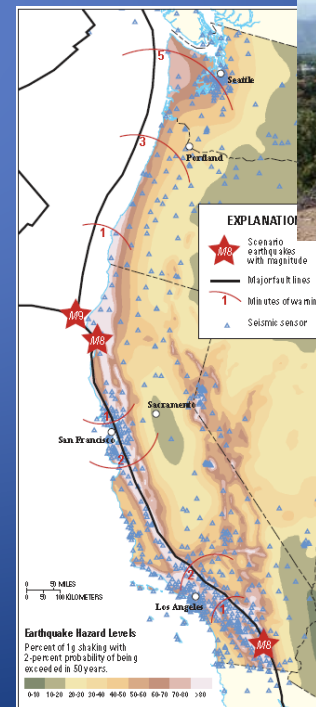 5
Seattle
3
Portland
1
EXPLANATION
M8
Scenario
earthquakes
with magnitude
Major fault lines
1
Minutes of warnin
Seismic sensor
M9
M8
1
Sacramento
San Francisco
2
2
Los Angeles
1
M8
0 50 MILES
0 50 100 KILOMETERS
Earthquake Hazard Levels
Percent of 1g shaking with
2-percent probability of being
exceeded in 50 years.
0-10 10-20 20-30 30-40 40-50 50-60 60-70 70-80 >80